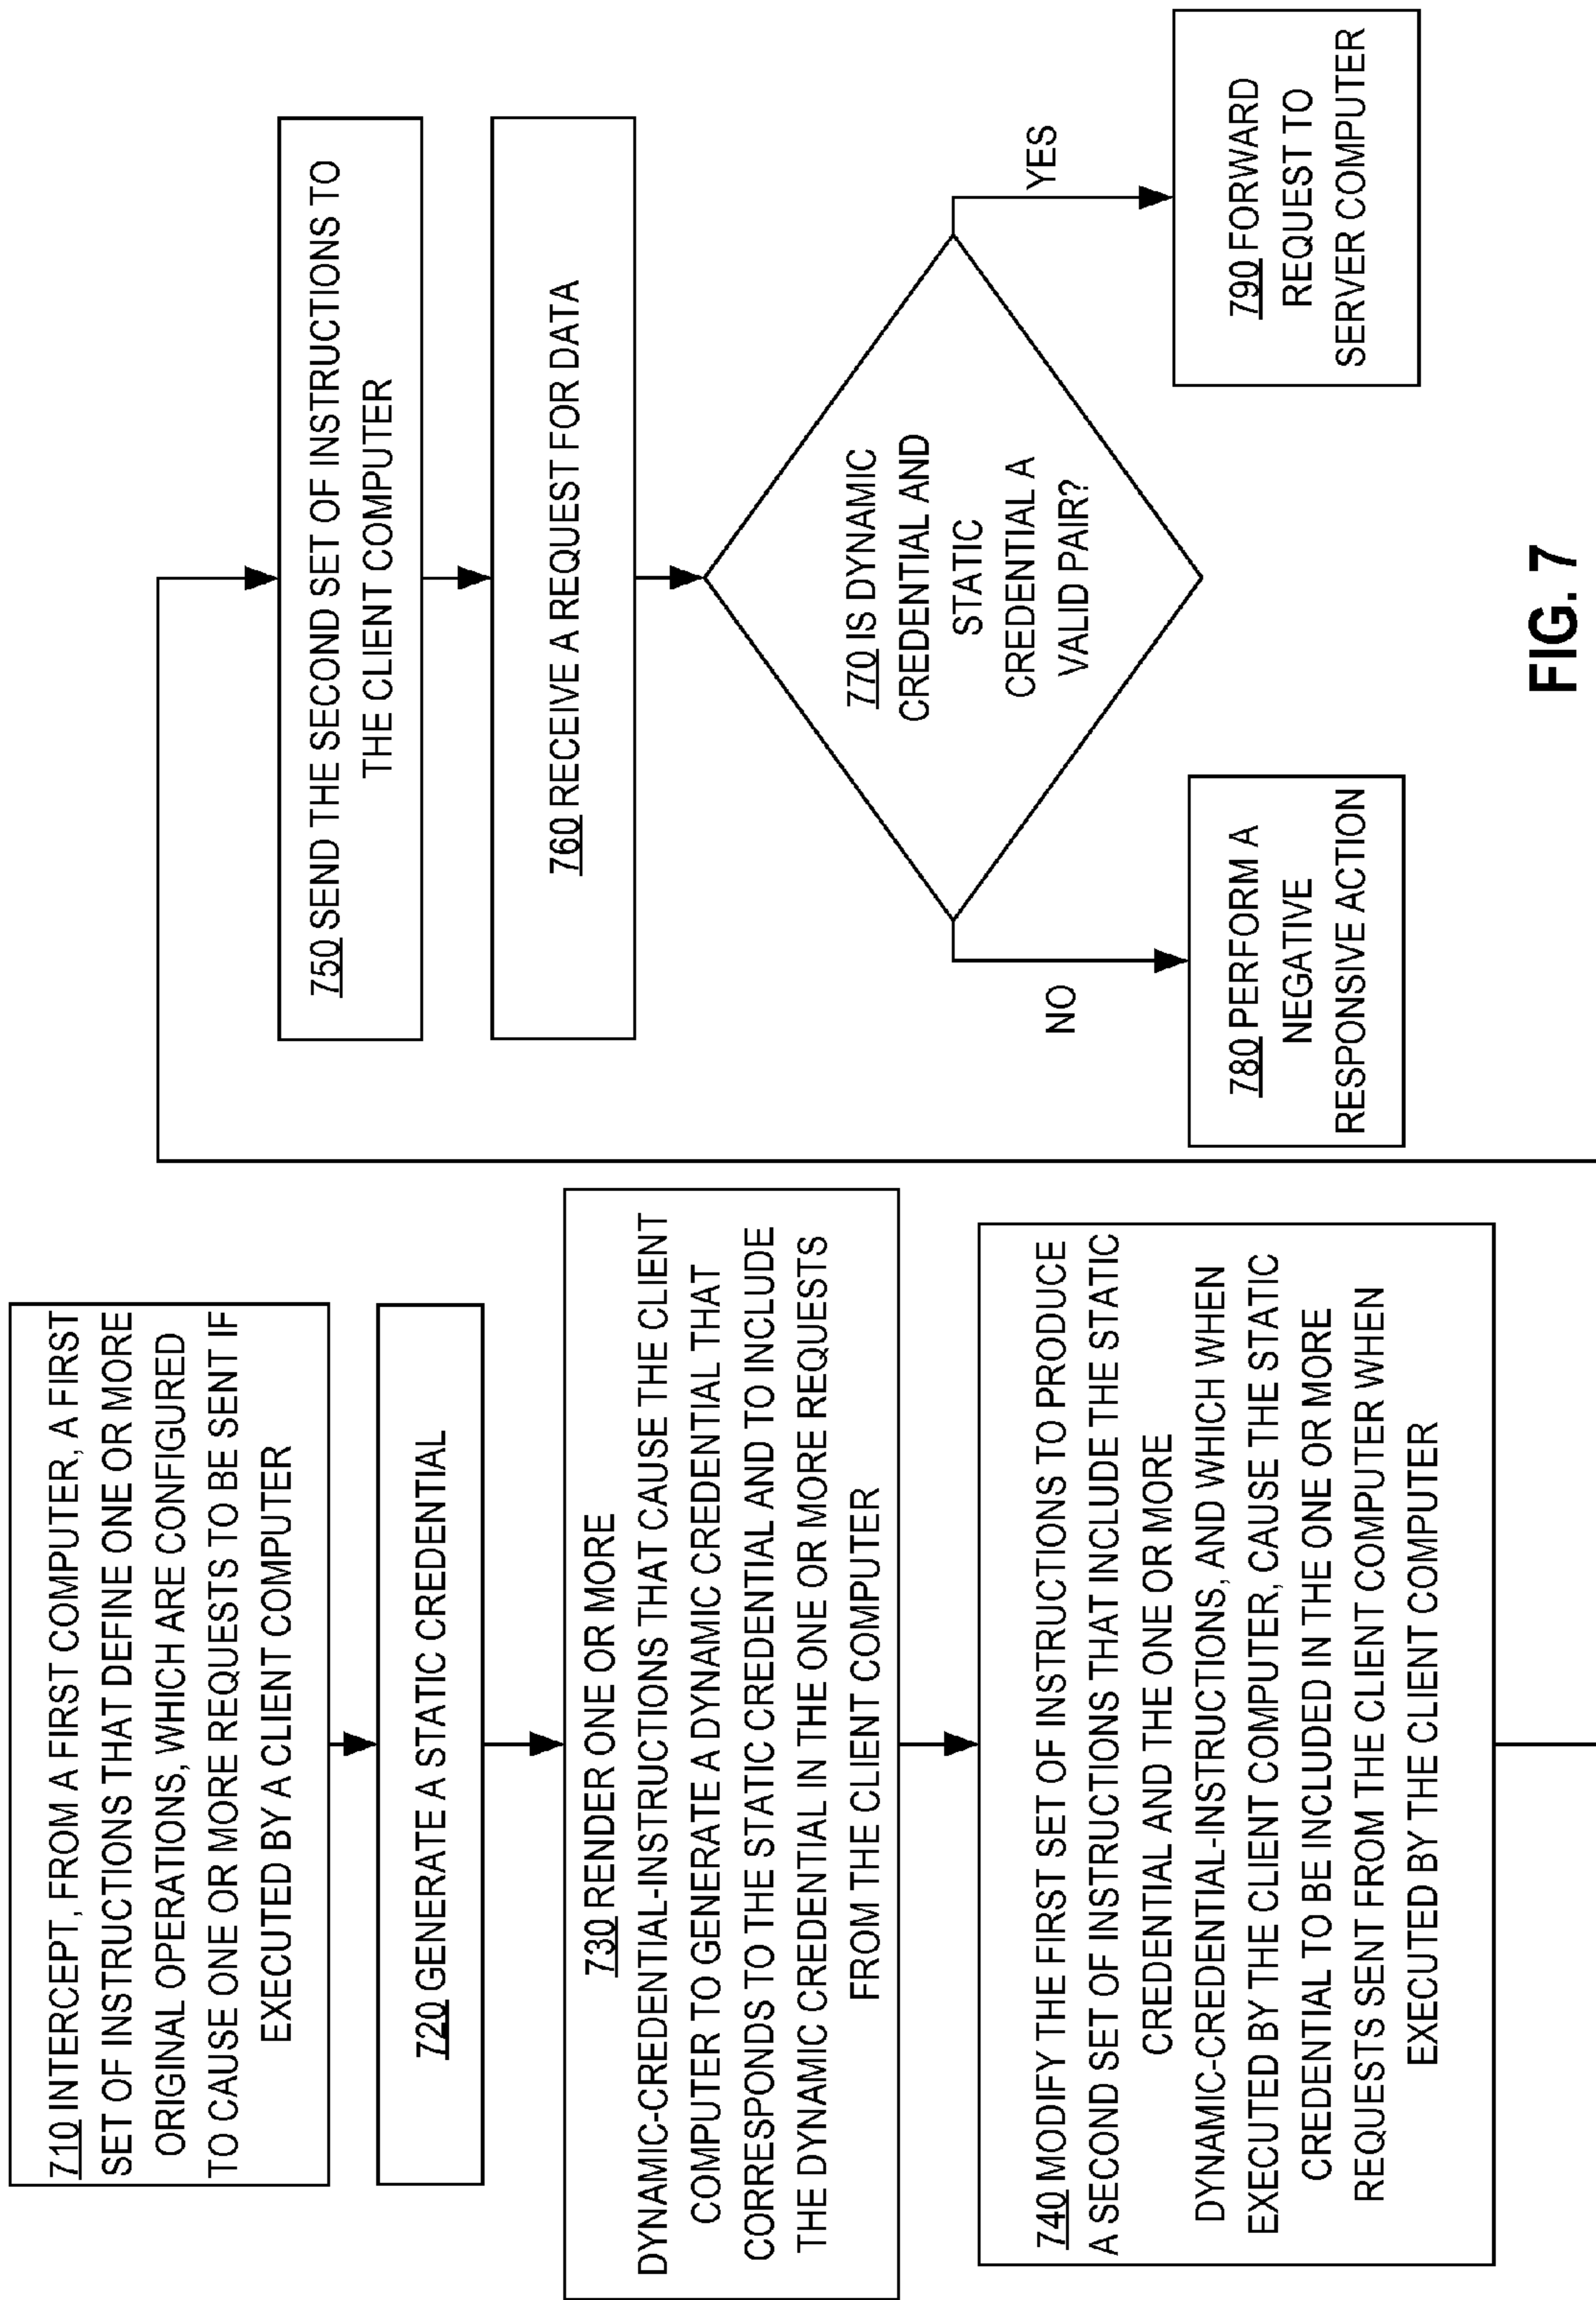 710 INTERCEPT, FROM A FIRST COMPUTER, A FIRST
SET OF INSTRUCTIONS THAT DEFINE ONE OR MORE
ORIGINAL OPERATIONS, WHICH ARE CONFIGURED
TO CAUSE ONE OR MORE REQUESTS TO BE SENT IF
EXECUTED BY A CLIENT COMPUTER
720 GENERATE A STATIC CREDENTIAL
730 RENDER ONE OR MORE
DYNAMIC-CREDENTIAL-INSTRUCTIONS THAT CAUSE THE CLIENT
COMPUTER TO GENERATE A DYNAMIC CREDENTIAL THAT
CORRESPONDS TO THE STATIC CREDENTIAL AND TO INCLUDE
THE DYNAMIC CREDENTIAL IN THE ONE OR MORE REQUESTS
FROM THE CLIENT COMPUTER
740 MODIFY THE FIRST SET OF INSTRUCTIONS TO PRODUCE
A SECOND SET OF INSTRUCTIONS THAT INCLUDE THE STATIC
CREDENTIAL AND THE ONE OR MORE
DYNAMIC-CREDENTIAL-INSTRUCTIONS, AND WHICH WHEN
EXECUTED BY THE CLIENT COMPUTER, CAUSE THE STATIC
CREDENTIAL TO BE INCLUDED IN THE ONE OR MORE
REQUESTS SENT FROM THE CLIENT COMPUTER WHEN
EXECUTED BY THE CLIENT COMPUTER
750 SEND THE SECOND SET OF INSTRUCTIONS TO
THE CLIENT COMPUTER
760 RECEIVE A REQUEST FOR DATA
770 IS DYNAMIC
CREDENTIAL AND
STATIC
CREDENTIAL A
VALID PAIR?
NO
YES
780 PERFORM A
NEGATIVE
RESPONSIVE ACTION
790 FORWARD
REQUEST TO
SERVER COMPUTER
FIG. 7